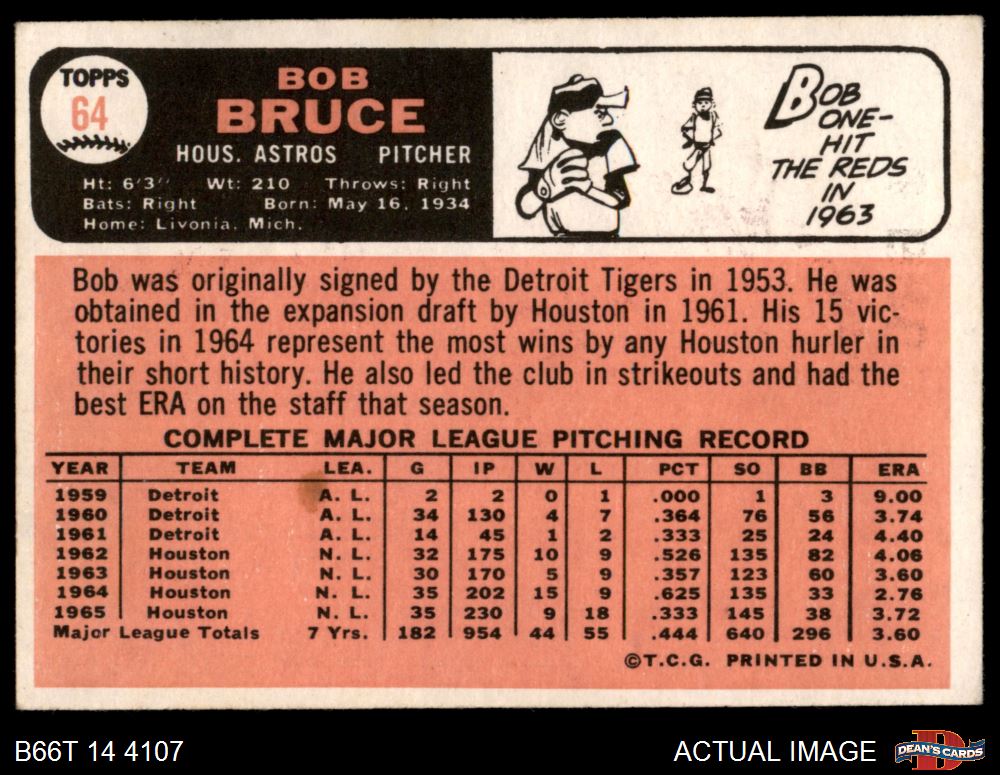 TOPPS
64
BOB
BRUCE
HOUS. ASTROS PITCHER
Ht: 6'3" Wt: 210 Throws: Right
Bats: Right Born: May 16, 1934
Home: Livonia, Mich.
BOB
ONE-
HIT
THE REDS
IN
1963
Bob was originally signed by the Detroit Tigers in 1953. He was
obtained in the expansion draft by Houston in 1961. His 15 vic-
tories in 1964 represent the most wins by any Houston hurler in
their short history. He also led the club in strikeouts and had the
best ERA on the staff that season.
COMPLETE MAJOR LEAGUE PITCHING RECORD
YEAR TEAM LEA. G IP W L PCT SO BB ERA
1959 Detroit A. L. 2 2 0 1 .000 1 3 9.00
1960 Detroit A. L. 34 130 4 7 .364 76 56 3.74
1961 Detroit A. L. 14 45 1 2 .333 25 24 4.40
1962 Houston N. L. 32 175 10 9 .526 135 82 4.06
1963 Houston N. L. 30 170 5 9 .357 123 60 3.60
1964 Houston N. L. 35 202 15 9 .625 135 33 2.76
1965 Houston N. L. 35 230 9 18 .333 145 38 3.72
Major League Totals 7 Yrs. 182 954 44 55 .444 640 296 3.60
©T.C.G. PRINTED IN U.S.A.
B66T 14 4107
ACTUAL IMAGE
D
DEAN'S CARDS